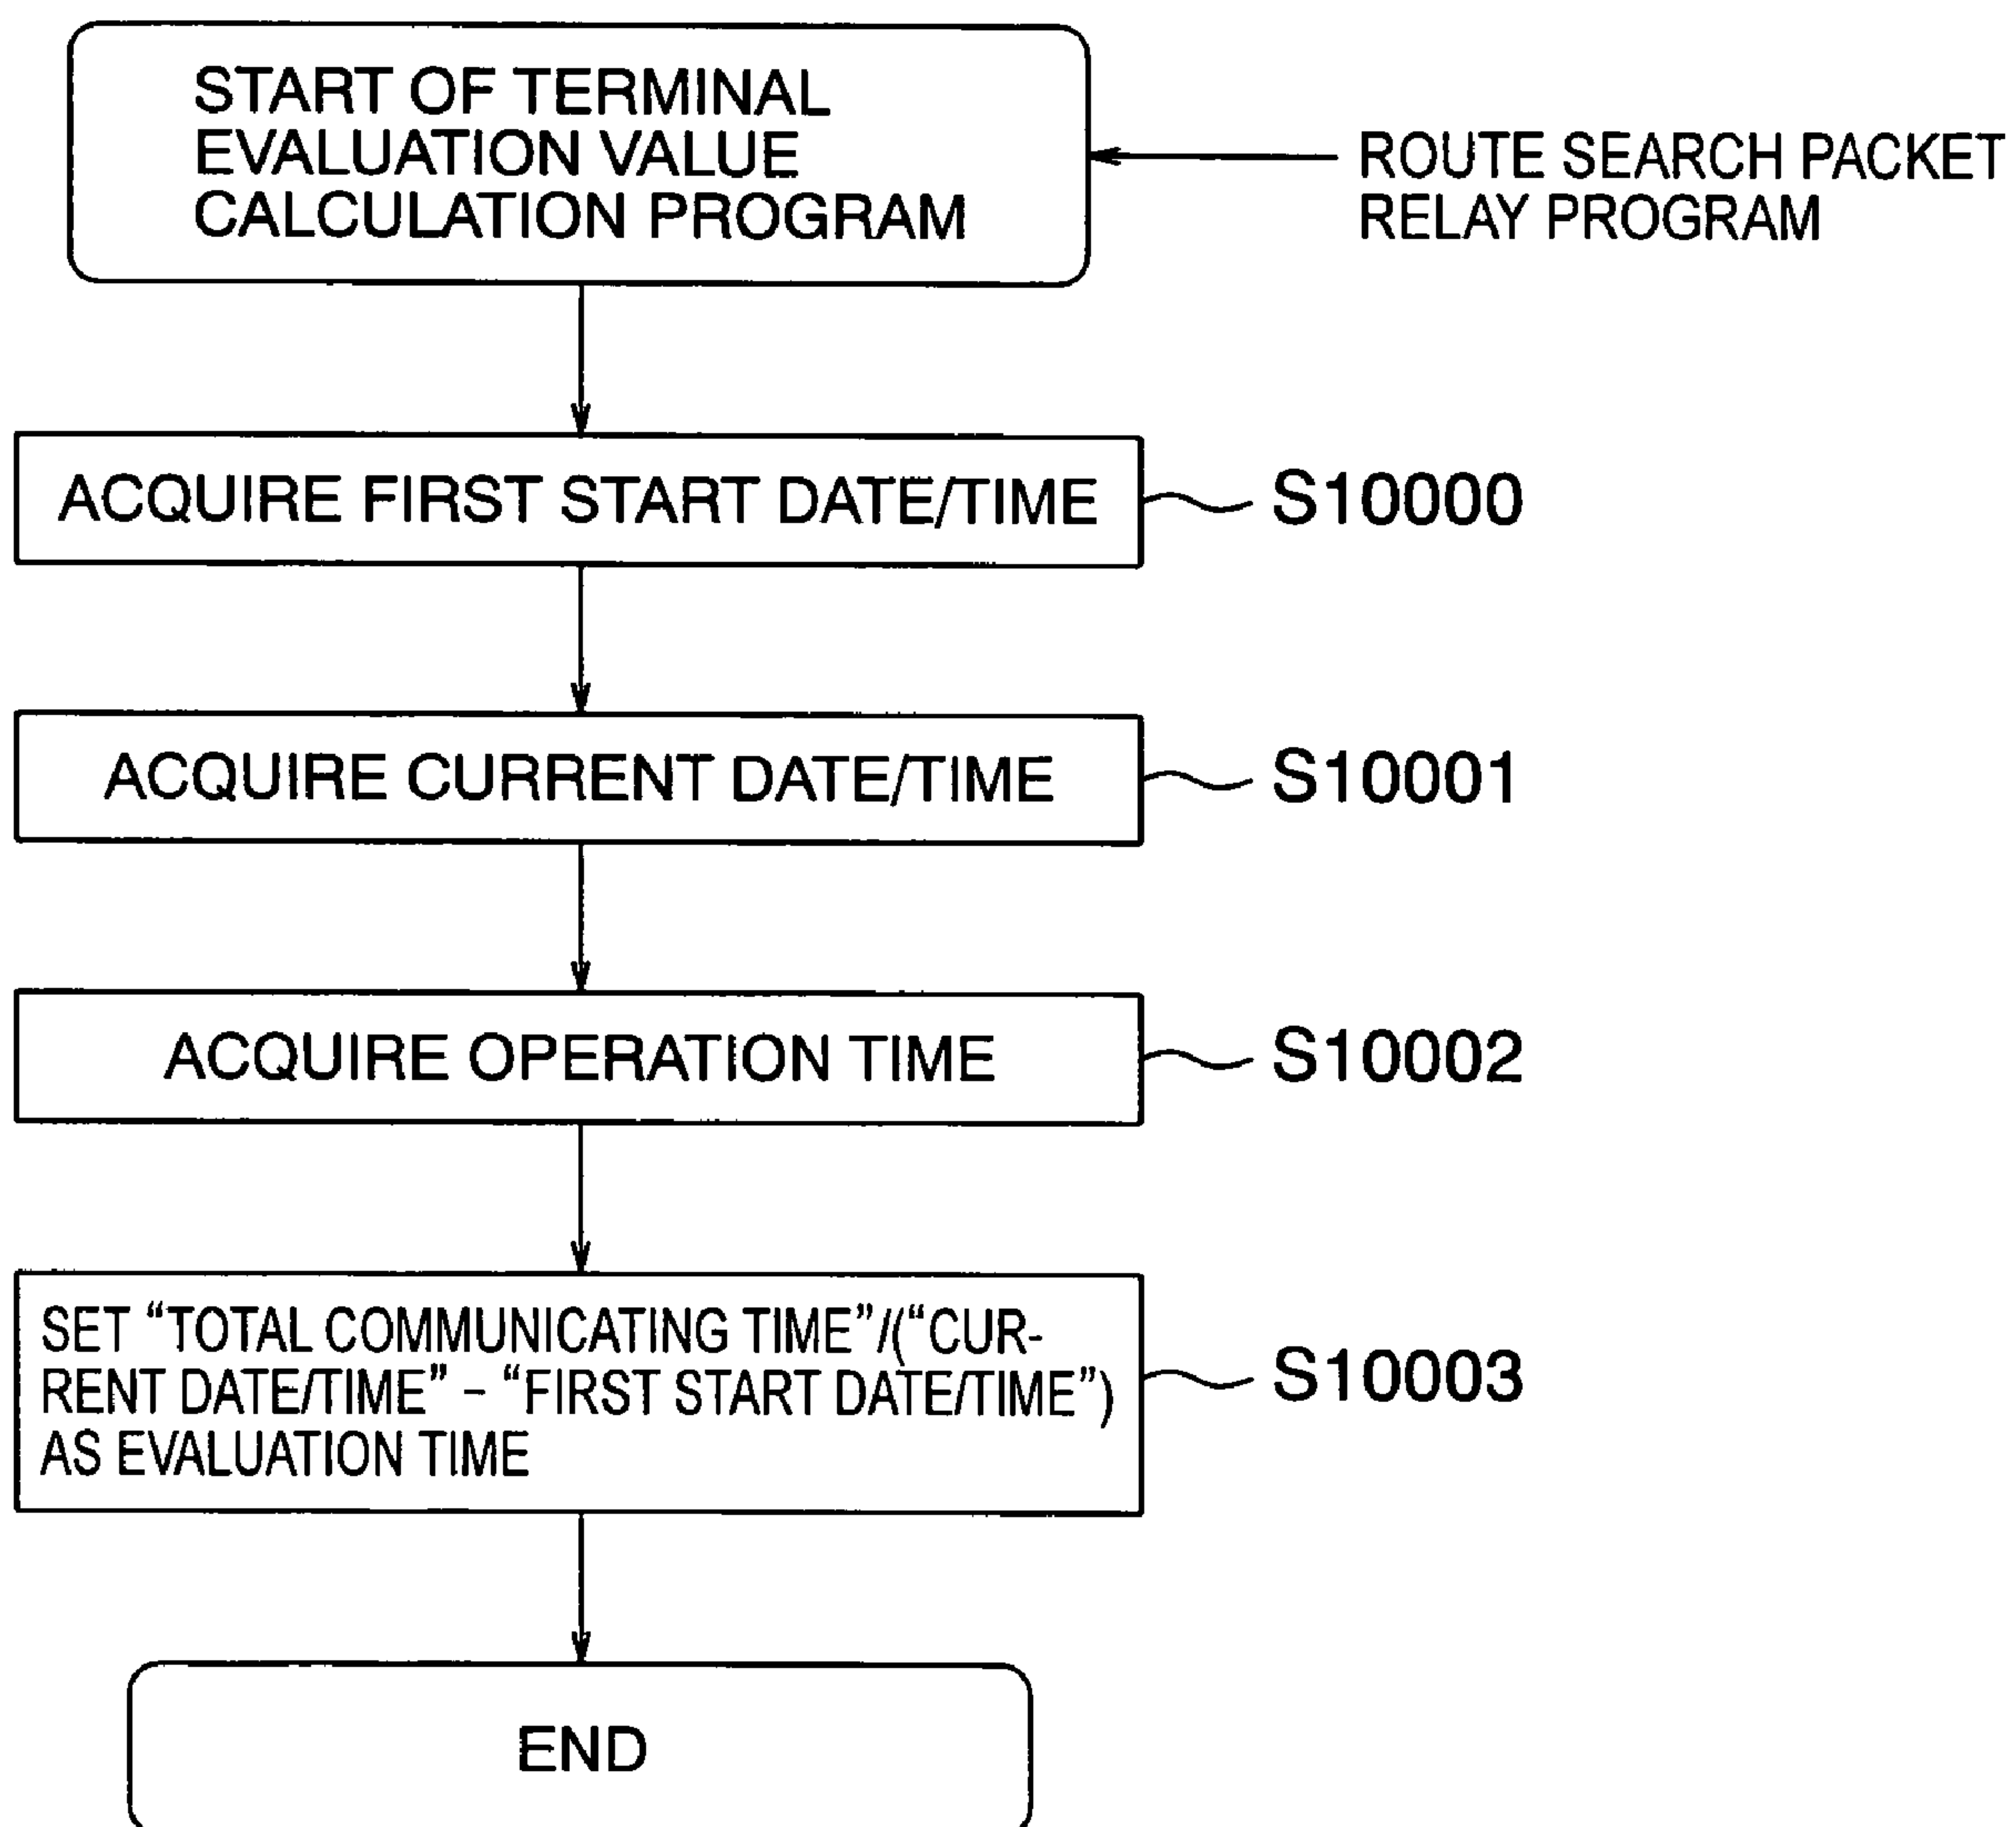 START OF TERMINAL
EVALUATION VALUE
CALCULATION PROGRAM
ROUTE SEARCH PACKET
RELAY PROGRAM
ACQUIRE FIRST START DATE/TIME
S10000
ACQUIRE CURRENT DATE/TIME
S10001
ACQUIRE OPERATION TIME
S10002
SET “TOTAL COMMUNICATING TIME”/(“CUR-
RENT DATE/TIME” – “FIRST START DATE/TIME”)
AS EVALUATION TIME
S10003
END